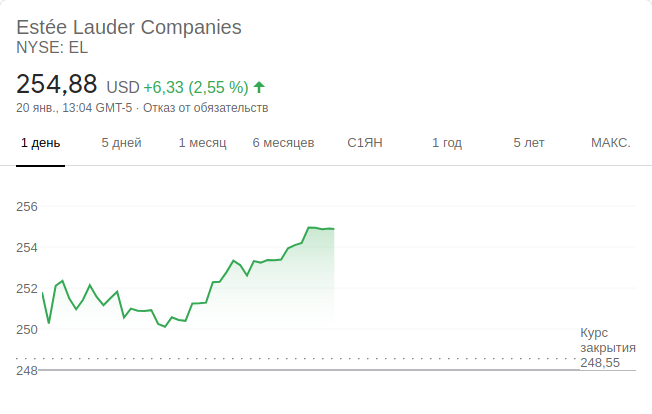 Estée Lauder Companies
NYSE: EL
254,88 USD +6,33 (2,55 %) ↑
20 янв., 13:04 GMT-5 · Отказ от обязательств
1 день 5 дней 1 месяц 6 месяцев С1ЯН 1 год 5 лет МАКС.
256
254
252
250
Курс
закрытия
248,55
248